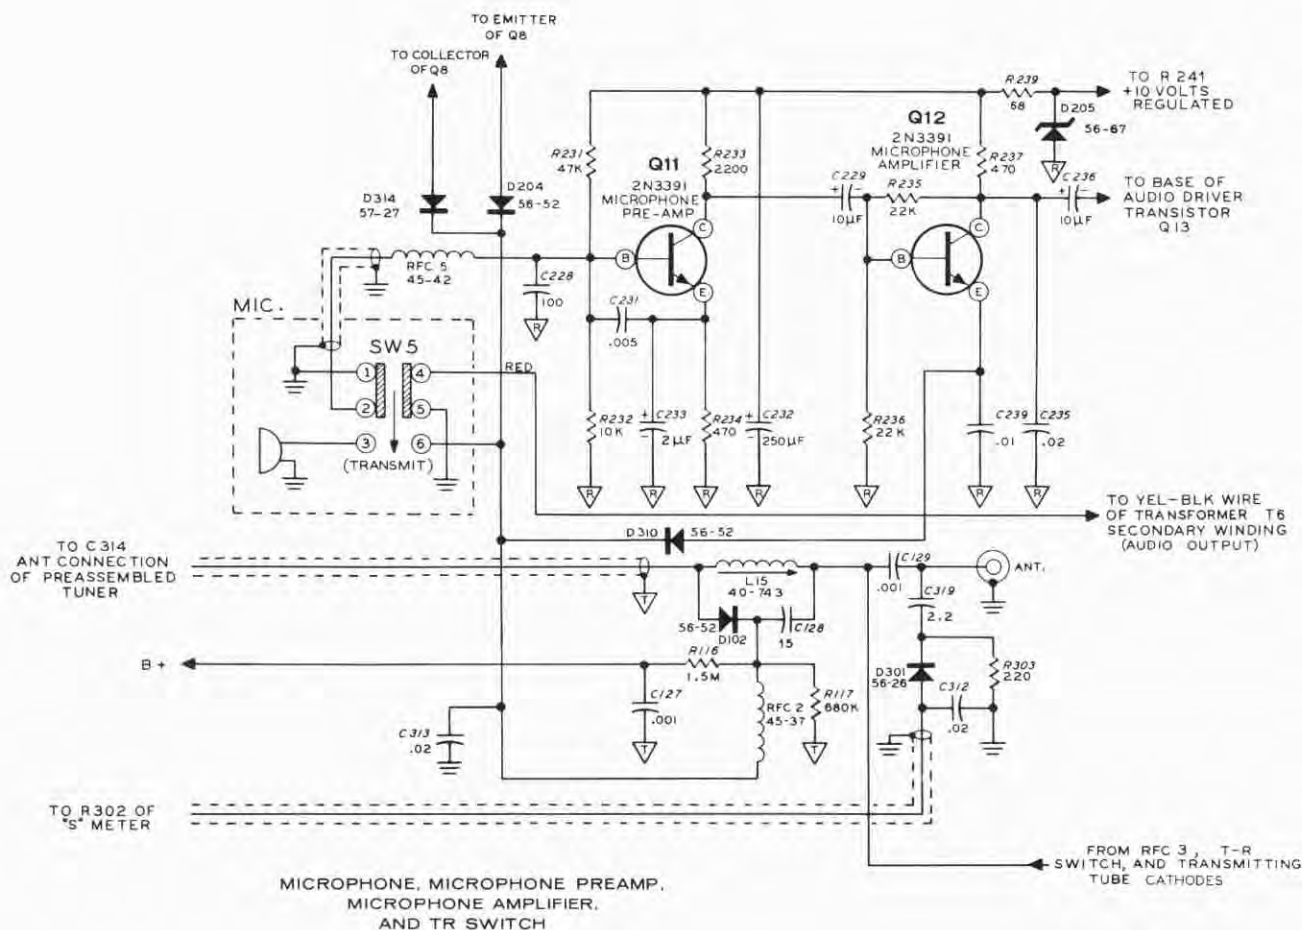 TO EMITTER
OF Q8
TO COLLECTOR
OF Q8
R239
68
TO R 241
+10 VOLTS
REGULATED
D205
56-67
R231
47K
Q11
2N3391
MICROPHONE
PRE-AMP
R233
2200
Q12
2N3391
MICROPHONE
AMPLIFIER
R237
470
C229
+ -
10µF
R235
22K
C236
+ -
10µF
TO BASE OF
AUDIO DRIVER
TRANSISTOR
Q13
D314
57-27
D204
56-52
RFC 5
45-42
C228
100
B
C
E
B
C
E
R
R
MIC.
SW5
1
4
RED
2
5
3
6
(TRANSMIT)
C231
.005
R232
10K
C233
+
-
2µF
R234
470
C232
+
-
250µF
R236
22K
C239
.01
C235
.02
R
R
R
R
R
R
R
TO YEL-BLK WIRE
OF TRANSFORMER T6
SECONDARY WINDING
(AUDIO OUTPUT)
D310
56-52
TO C314
ANT CONNECTION
OF PREASSEMBLED
TUNER
T
L15
40-743
C129
.001
ANT.
C319
2.2
56-52
D102
C128
15
B+
R116
1.5M
C127
.001
T
RFC 2
45-37
R117
680K
T
D301
56-26
C312
.02
R303
220
C313
.02
TO R302 OF
"S" METER
FROM RFC 3, T-R
SWITCH, AND TRANSMITTING
TUBE CATHODES
MICROPHONE, MICROPHONE PREAMP,
MICROPHONE AMPLIFIER,
AND TR SWITCH